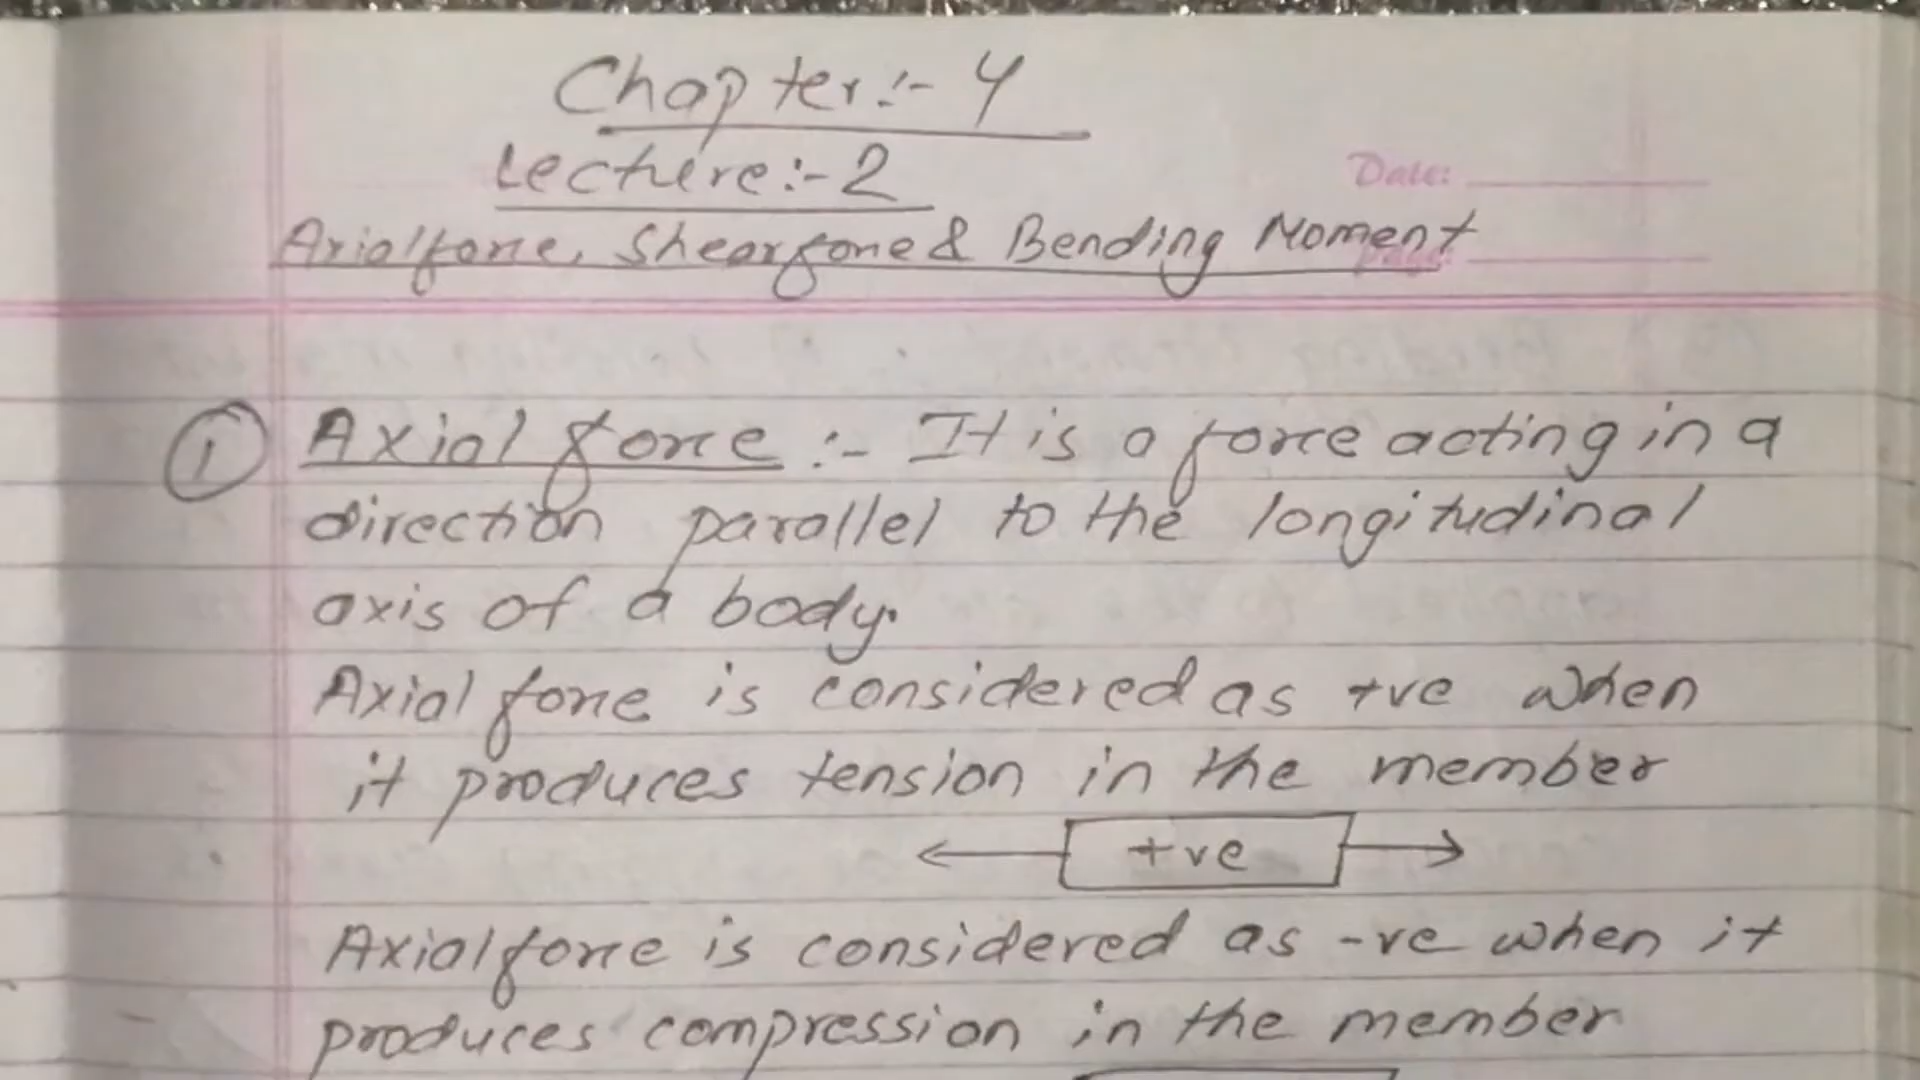 Chapter:- 4
Lecture:-2
Date:
Axial force, Shear force & Bending Moment
Page:
1 Axial force :- It is a force acting in a
direction parallel to the longitudinal
axis of a body.
Axial force is considered as +ve when
it produces tension in the member
+ve
Axial force is considered as -ve when it
produces compression in the member